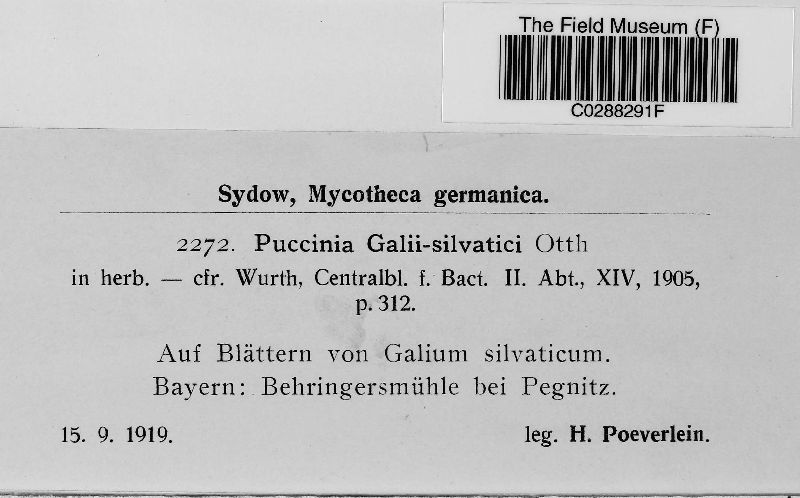 The Field Museum (F)
C0288291F
Sydow, Mycotheca germanica.
2272. Puccinia Galii-silvatici Otth
in herb. — cfr. Wurth, Centralbl. f. Bact. II. Abt., XIV, 1905,
p. 312.
Auf Blättern von Galium silvaticum.
Bayern: Behringersmühle bei Pegnitz.
15. 9. 1919. leg. H. Poeverlein.